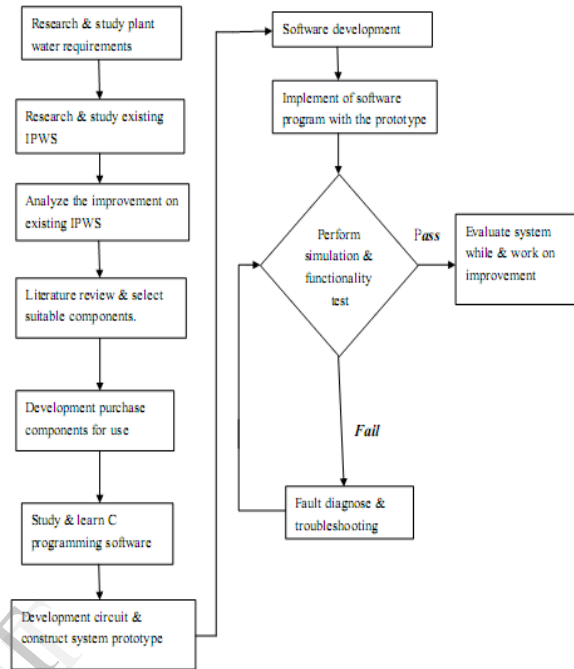 Research & study plant
water requirements
Research & study existing
IPWS
Analyze the improvement on
existing IPWS
Literature review & select
suitable components.
Development purchase
components for use
Study & learn C
programming software
Development circuit &
construct system prototype
Software development
Implement of software
program with the prototype
Perform
simulation &
functionality
test
Pass
Evaluate system
while & work on
improvement
Fail
Fault diagnose &
troubleshooting